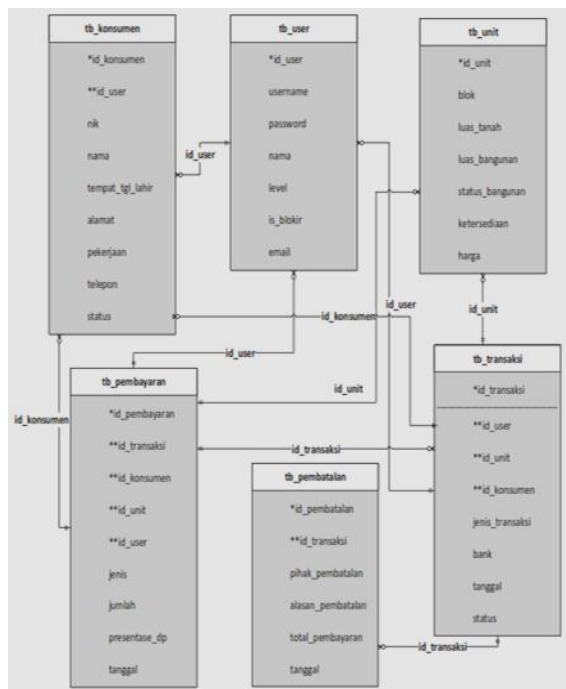 tb_konsumen
*id_konsumen
**id_user
nik
nama
tempat_tgl_lahir
alamat
pekerjaan
telepon
status
tb_user
*id_user
username
password
nama
level
is_blokir
email
tb_unit
*id_unit
blok
luas_tanah
luas_bangunan
status_bangunan
ketersediaan
harga
id_user
id_user
id_unit
id_konsumen
id_user
id_unit
id_konsumen
id_transaksi
id_transaksi
tb_pembayaran
*id_pembayaran
**id_transaksi
**id_konsumen
**id_unit
**id_user
jenis
jumlah
presentase_dp
tanggal
tb_pembatalan
*id_pembatalan
**id_transaksi
pihak_pembatalan
alasan_pembatalan
total_pembayaran
tanggal
tb_transaksi
*id_transaksi
**id_user
**id_unit
**id_konsumen
jenis_transaksi
bank
tanggal
status